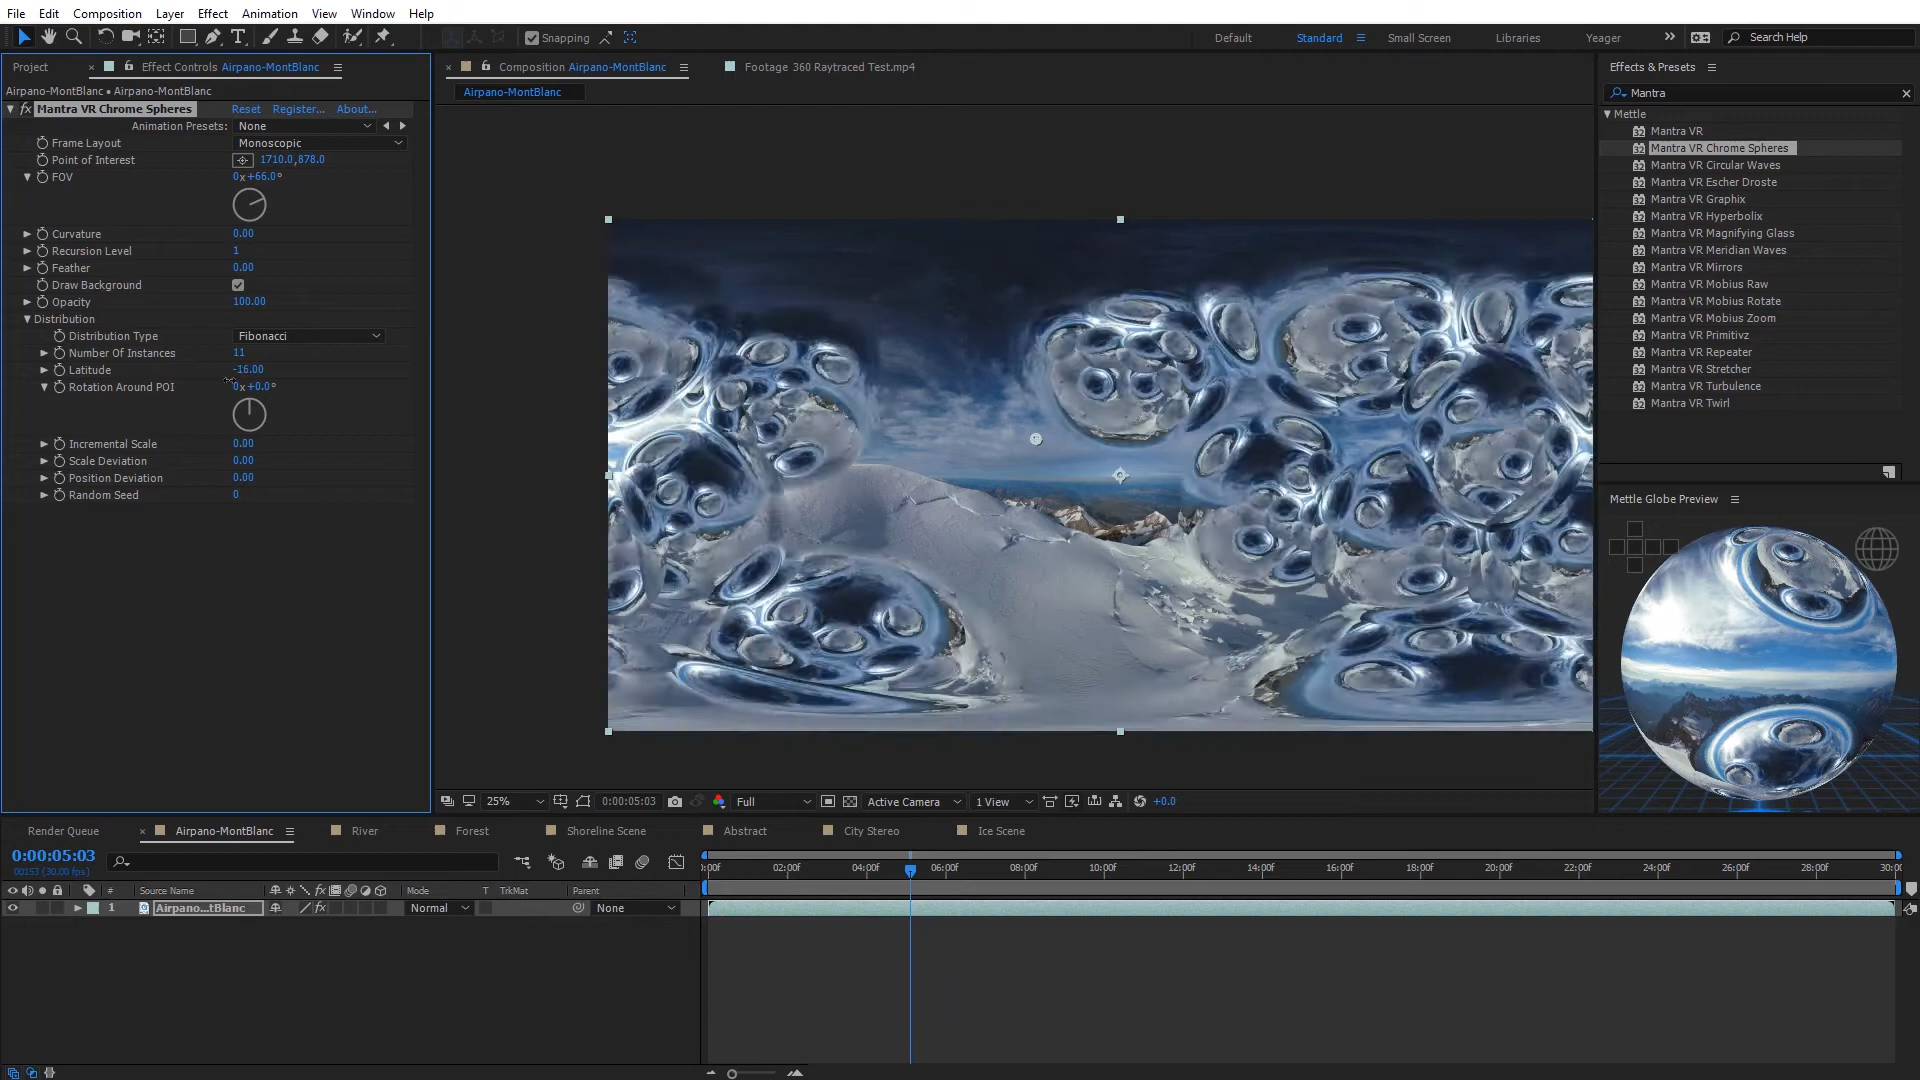 File Edit Composition Layer Effect Animation View Window Help
Snapping Default Standard Small Screen Libraries Yeager Search Help
Project Effect Controls Airpano-MontBlanc Composition Airpano-MontBlanc Footage 360 Raytraced Test.mp4 Effects & Presets
Airpano-MontBlanc • Airpano-MontBlanc
Airpano-MontBlanc
Mantra
Mantra VR Chrome Spheres Reset Register... About...
Animation Presets: None
Frame Layout Monoscopic
Point of Interest 1710.0,878.0
FOV 0x+66.0°
Curvature 0.00
Recursion Level 1
Feather 0.00
Draw Background
Opacity 100.00
Distribution
Distribution Type Fibonacci
Number Of Instances 11
Latitude -16.00
Rotation Around POI 0x+0.0°
Incremental Scale 0.00
Scale Deviation 0.00
Position Deviation 0.00
Random Seed 0
Mettle
Mantra VR
Mantra VR Chrome Spheres
Mantra VR Circular Waves
Mantra VR Escher Droste
Mantra VR Graphix
Mantra VR Hyperbolix
Mantra VR Magnifying Glass
Mantra VR Meridian Waves
Mantra VR Mirrors
Mantra VR Mobius Raw
Mantra VR Mobius Rotate
Mantra VR Mobius Zoom
Mantra VR Primitivz
Mantra VR Repeater
Mantra VR Stretcher
Mantra VR Turbulence
Mantra VR Twirl
Mettle Globe Preview
25% 0:00:05:03 Full Active Camera 1 View +0.0
Render Queue Airpano-MontBlanc River Forest Shoreline Scene Abstract City Stereo Ice Scene
0:00:05:03
00153 (30.00 fps)
:00f 02:00f 04:00f 06:00f 08:00f 10:00f 12:00f 14:00f 16:00f 18:00f 20:00f 22:00f 24:00f 26:00f 28:00f 30:00
# Source Name Mode T TrkMat Parent
1 Airpano...tBlanc Normal None